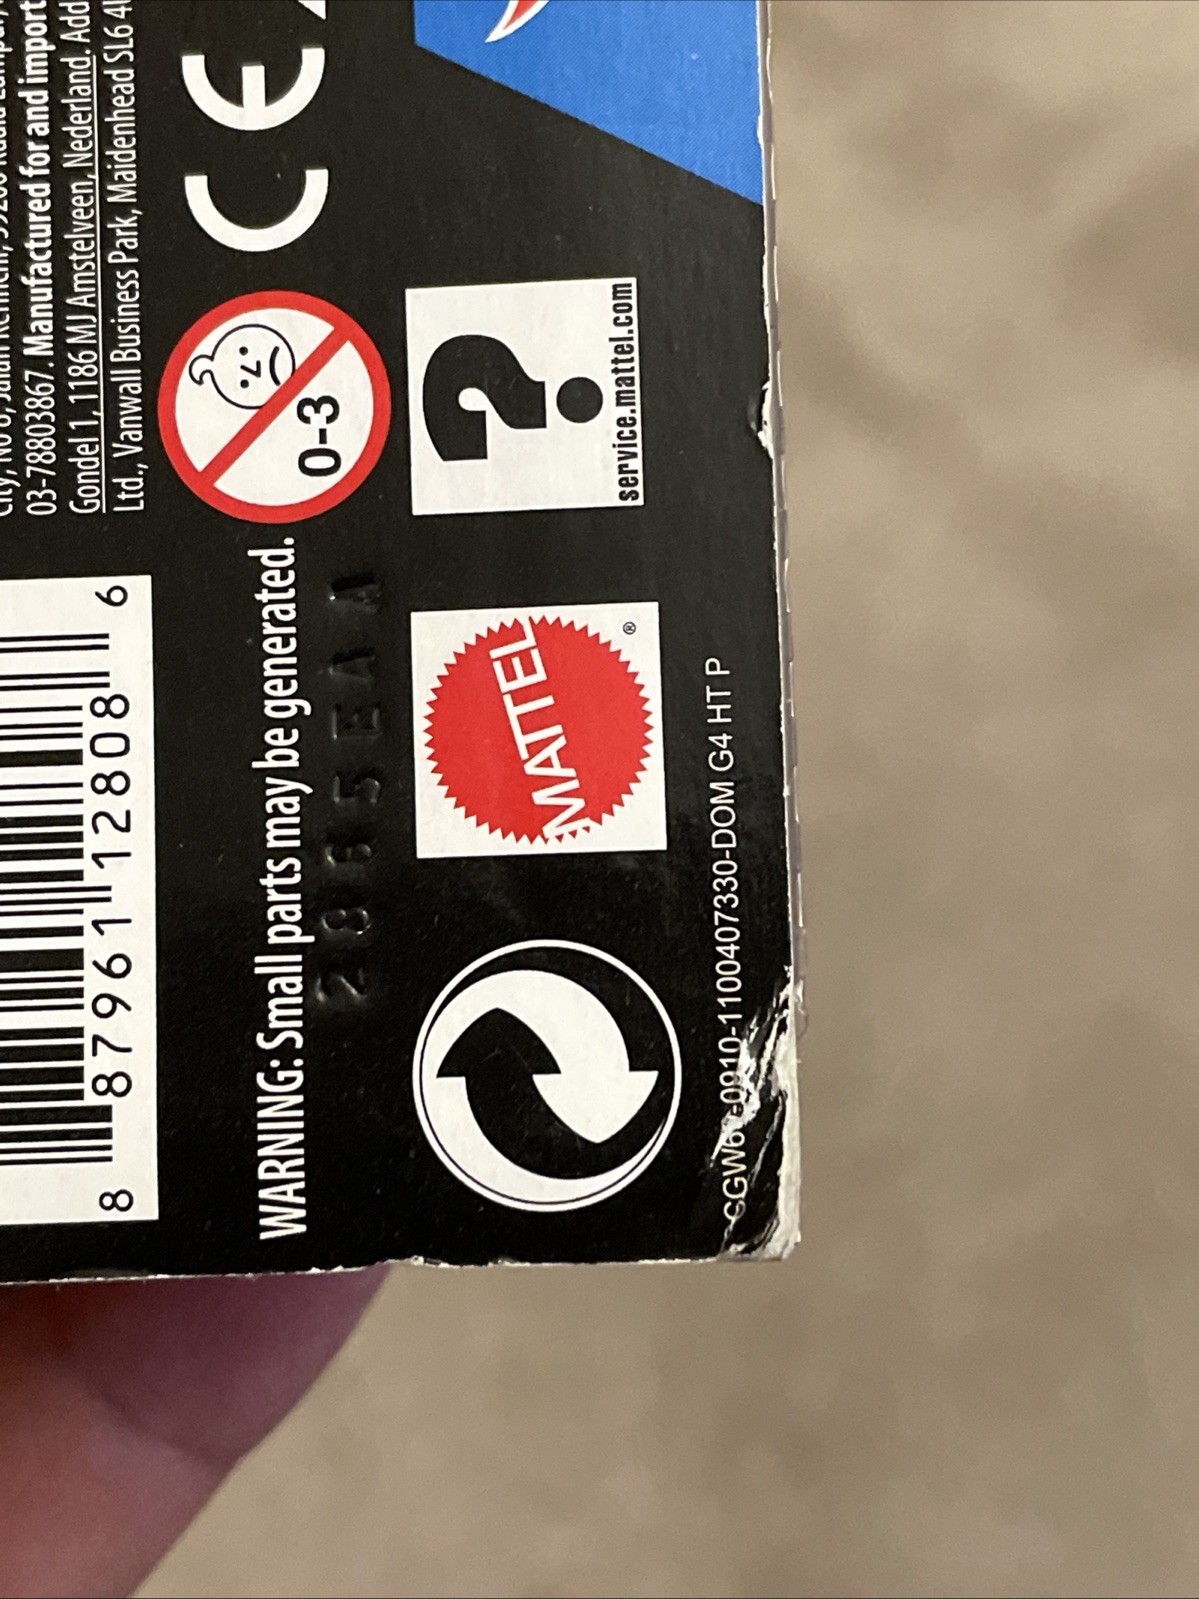 03-78803867. Manufactured for and import
Gondel 1, 1186 MJ Amstelveen, Nederland. Add
Ltd., Vanwall Business Park, Maidenhead SL6
CE
0-3
8 87961 12808 6
WARNING: Small parts may be generated.
MATTEL
®
?
service.mattel.com
-1100407330-DOM G4 HT P